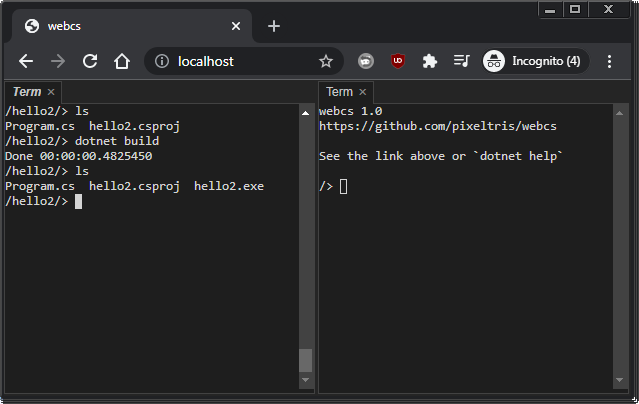 webcs
localhost
Incognito (4)
Term
/hello2/> ls
Program.cs  hello2.csproj
/hello2/> dotnet build
Done 00:00:00.4825450
/hello2/> ls
Program.cs  hello2.csproj  hello2.exe
/hello2/>
Term
webcs 1.0
https://github.com/pixeltris/webcs
See the link above or `dotnet help`
/>